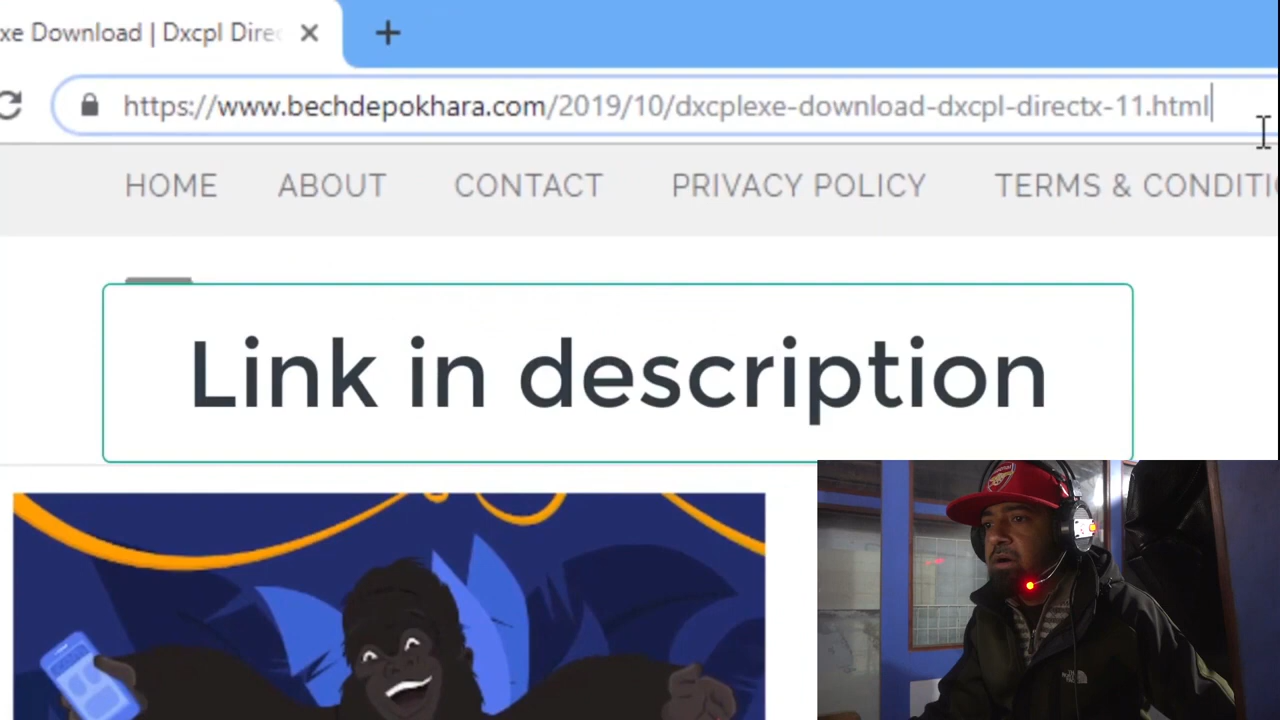 xe Download | Dxcpl Direc
https://www.bechdepokhara.com/2019/10/dxcplexe-download-dxcpl-directx-11.html
HOME ABOUT CONTACT PRIVACY POLICY TERMS & CONDITI
Link in description